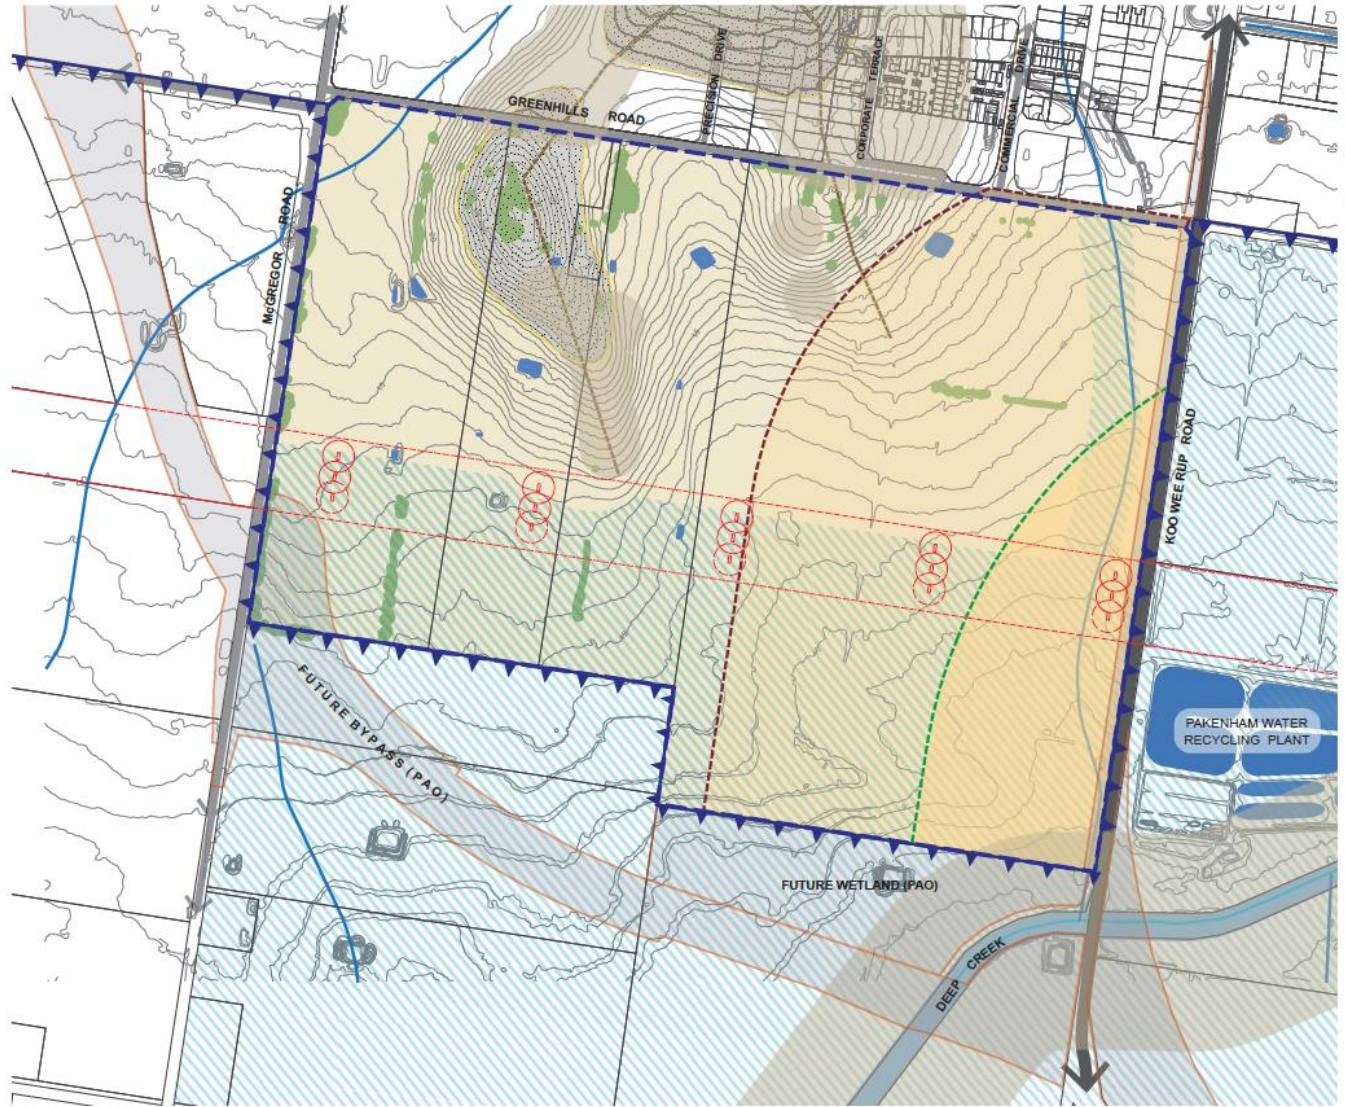 PRECISION DRIVE
CORPORATE TERRACE
COMMERCIAL DRIVE
GREENHILLS ROAD
McGREGOR ROAD
KOO WEE RUP ROAD
FUTURE BYPASS (PAO)
PAKENHAM WATER
RECYCLING PLANT
FUTURE WETLAND (PAO)
DEEP CREEK